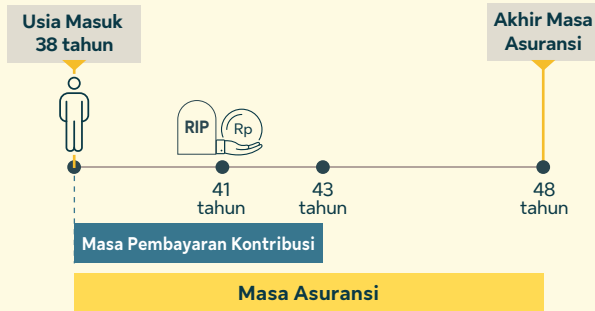 Usia Masuk
38 tahun
Akhir Masa
Asuransi
RIP
Rp
41
tahun
43
tahun
48
tahun
Masa Pembayaran Kontribusi
Masa Asuransi